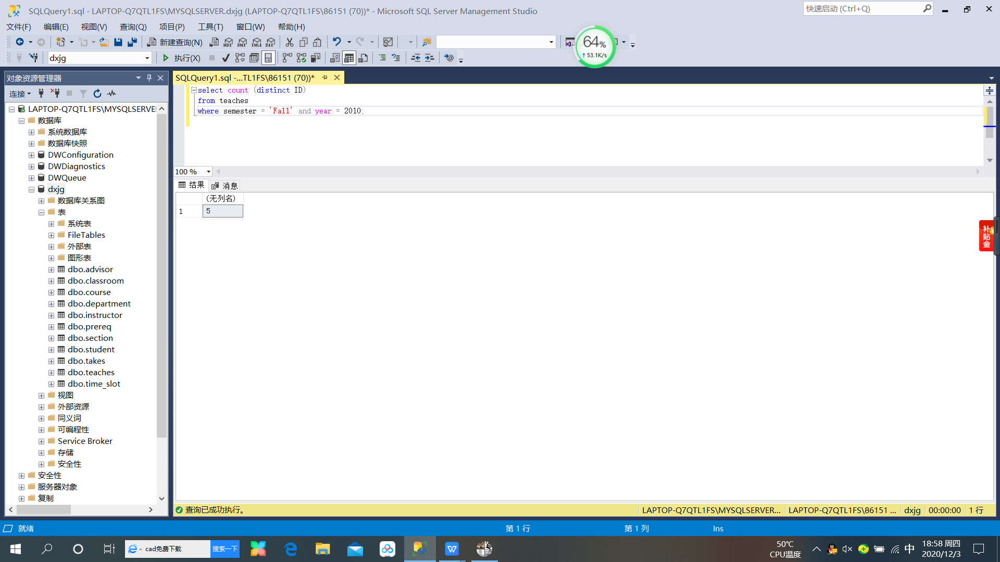 SQLQuery1.sql - LAPTOP-Q7QTL1FS\MYSQLSERVER.dxjg (LAPTOP-Q7QTL1FS\86151 (70))* - Microsoft SQL Server Management Studio
快速启动 (Ctrl+Q)
文件(F) 编辑(E) 视图(V) 查询(Q) 项目(P) 工具(T) 窗口(W) 帮助(H)
新建查询(N) MDX DMX XMLA DAX
64%
↑ 53.1K/s
dxjg 执行(X)
对象资源管理器
连接
LAPTOP-Q7QTL1FS\MYSQLSERVE
数据库
系统数据库
数据库快照
DWConfiguration
DWDiagnostics
DWQueue
dxjg
数据库关系图
表
系统表
FileTables
外部表
图形表
dbo.advisor
dbo.classroom
dbo.course
dbo.department
dbo.instructor
dbo.prereq
dbo.section
dbo.student
dbo.takes
dbo.teaches
dbo.time_slot
视图
外部资源
同义词
可编程性
Service Broker
存储
安全性
安全性
服务器对象
复制
SQLQuery1.sql -...TL1FS\86151 (70))*
select count (distinct ID)
from teaches
where semester = 'Fall' and year = 2010;
100 %
结果 消息
(无列名)
1 5
补贴金
查询已成功执行。 LAPTOP-Q7QTL1FS\MYSQLSERVER... LAPTOP-Q7QTL1FS\86151 ... dxjg 00:00:00 1 行
就绪 第 1 行 第 1 列 Ins
cad免费下载 搜索一下
50℃
CPU温度
中
18:58 周四
2020/12/3